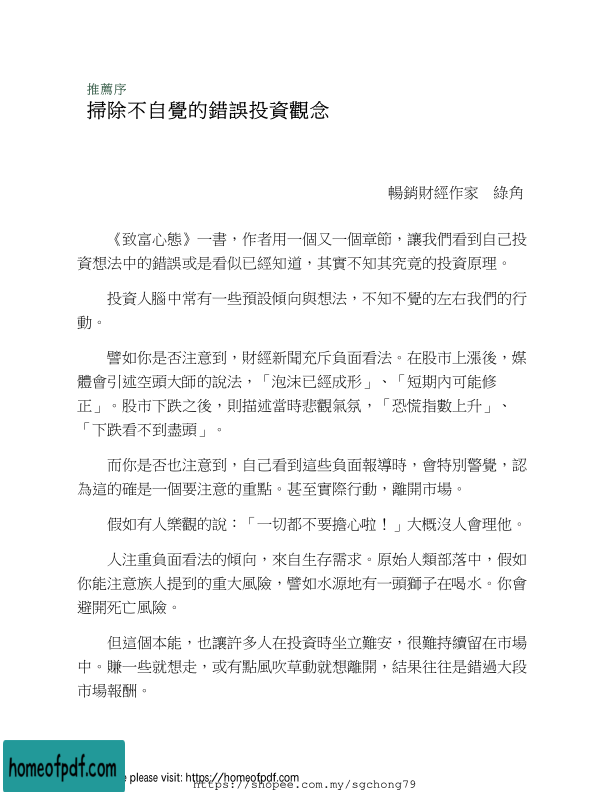 推薦序
掃除不自覺的錯誤投資觀念
暢銷財經作家　綠角
《致富心態》一書，作者用一個又一個章節，讓我們看到自己投
資想法中的錯誤或是看似已經知道，其實不知其究竟的投資原理。
投資人腦中常有一些預設傾向與想法，不知不覺的左右我們的行
動。
譬如你是否注意到，財經新聞充斥負面看法。在股市上漲後，媒
體會引述空頭大師的說法，「泡沫已經成形」、「短期內可能修
正」。股市下跌之後，則描述當時悲觀氣氛，「恐慌指數上升」、
「下跌看不到盡頭」。
而你是否也注意到，自己看到這些負面報導時，會特別警覺，認
為這的確是一個要注意的重點。甚至實際行動，離開市場。
假如有人樂觀的說：「一切都不要擔心啦！」大概沒人會理他。
人注重負面看法的傾向，來自生存需求。原始人類部落中，假如
你能注意族人提到的重大風險，譬如水源地有一頭獅子在喝水。你會
避開死亡風險。
但這個本能，也讓許多人在投資時坐立難安，很難持續留在市場
中。賺一些就想走，或有點風吹草動就想離開，結果往往是錯過大段
市場報酬。
homeofpdf.com
please visit: https://homeofpdf.com
https://shopee.com.my/sgchong79